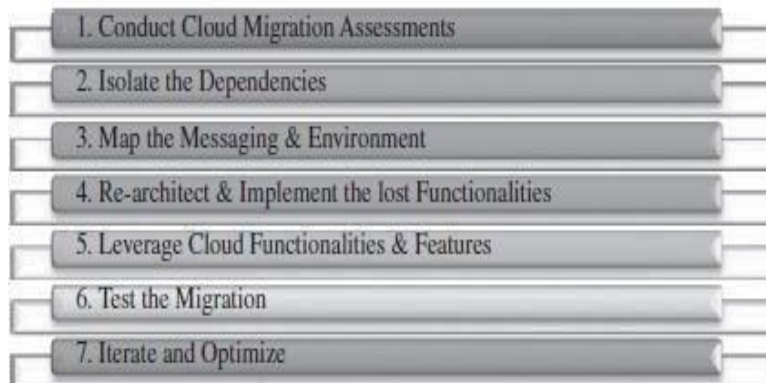 1. Conduct Cloud Migration Assessments
2. Isolate the Dependencies
3. Map the Messaging & Environment
4. Re-architect & Implement the lost Functionalities
5. Leverage Cloud Functionalities & Features
6. Test the Migration
7. Iterate and Optimize